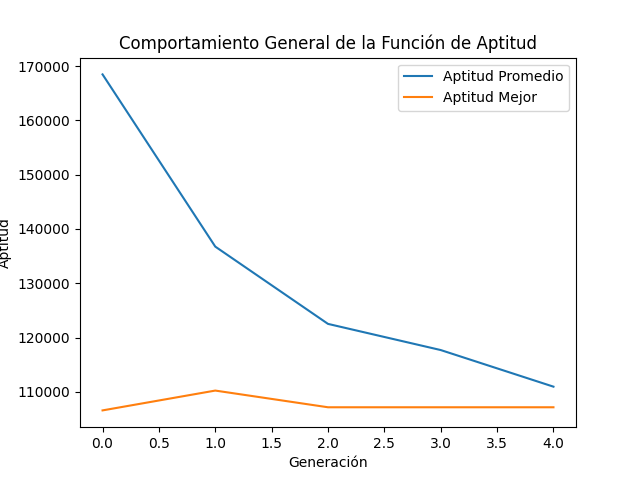 Comportamiento General de la Función de Aptitud
Aptitud Promedio
Aptitud Mejor
Aptitud
170000
160000
150000
140000
130000
120000
110000
0.0 0.5 1.0 1.5 2.0 2.5 3.0 3.5 4.0
Generación